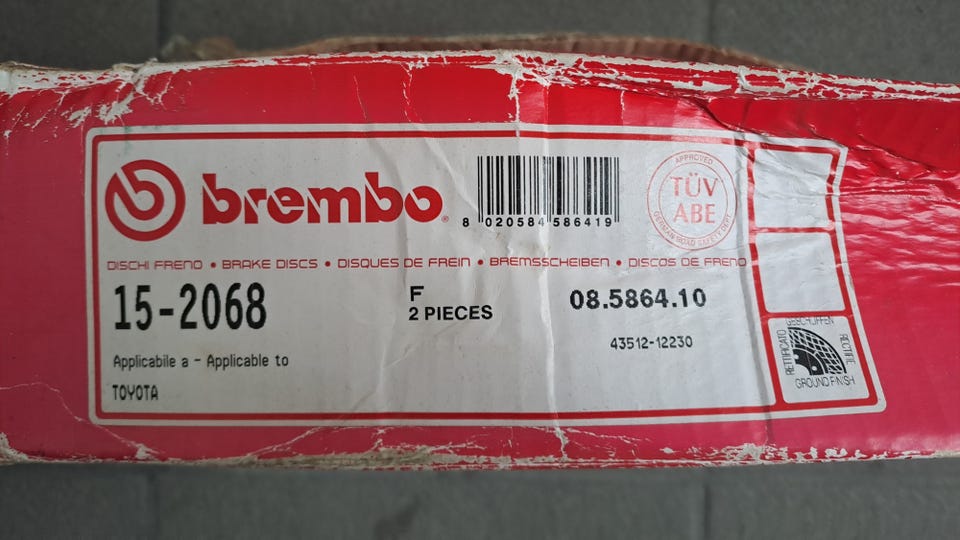 brembo®
8 020584 586419
APPROVED
TÜV
ABE
GERMAN ROAD SAFETY DEPT.
DISCHI FRENO • BRAKE DISCS • DISQUES DE FREIN • BREMSSCHEIBEN • DISCOS DE FRENO
15-2068
F
2 PIECES
08.5864.10
43512-12230
Applicabile a - Applicable to
TOYOTA
GESCHLIFFEN
RETTIFICATO
RECTIFIE
GROUND FINISH